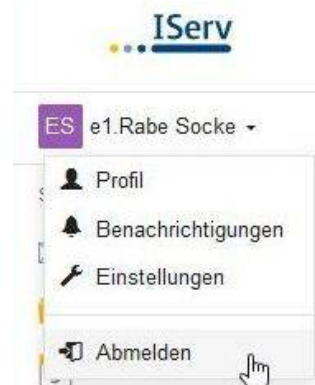 IServ
ES e1.Rabe Socke
Profil
Benachrichtigungen
Einstellungen
Abmelden